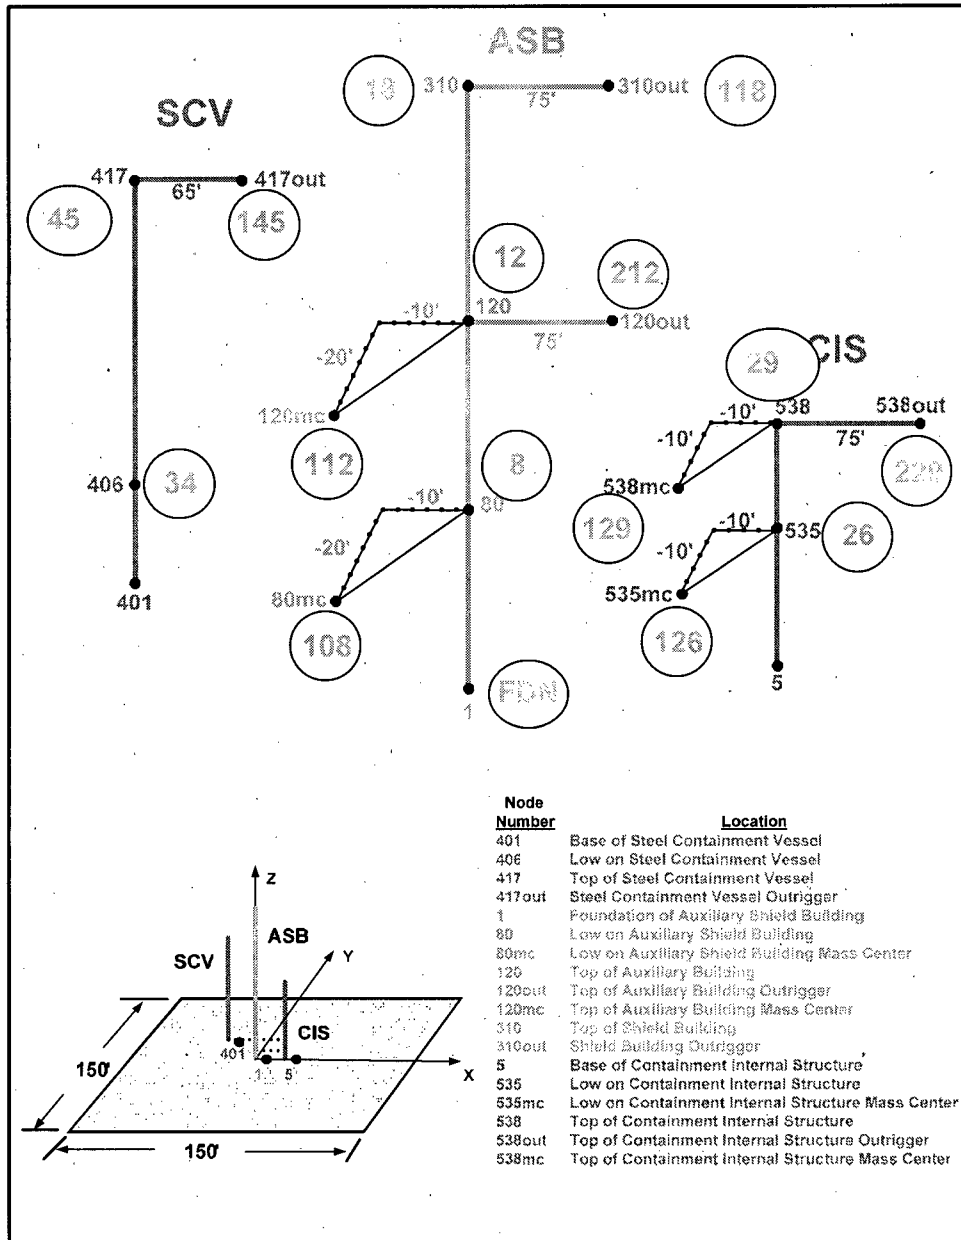 ASB
18
310
75'
310out
118
SCV
417
65'
417out
45
145
12
212
-10'
120
-20'
75'
120out
120mc
112
CIS
29
-10'
538
538out
-10'
75'
538mc
129
406
34
8
-10'
80
-20'
-10'
535
26
-10'
535mc
126
401
80mc
108
5
FDN
1
Node
Number Location
401 Base of Steel Containment Vessel
406 Low on Steel Containment Vessel
417 Top of Steel Containment Vessel
417out Steel Containment Vessel Outrigger
1 Foundation of Auxiliary Shield Building
80 Low on Auxiliary Shield Building
80mc Low on Auxiliary Shield Building Mass Center
120 Top of Auxiliary Building
120out Top of Auxiliary Building Outrigger
120mc Top of Auxiliary Building Mass Center
310 Top of Shield Building
310out Shield Building Outrigger
5 Base of Containment Internal Structure
535 Low on Containment Internal Structure
535mc Low on Containment Internal Structure Mass Center
538 Top of Containment Internal Structure
538out Top of Containment Internal Structure Outrigger
538mc Top of Containment Internal Structure Mass Center
Z
ASB
SCV
Y
CIS
401
1
5
X
150'
150'